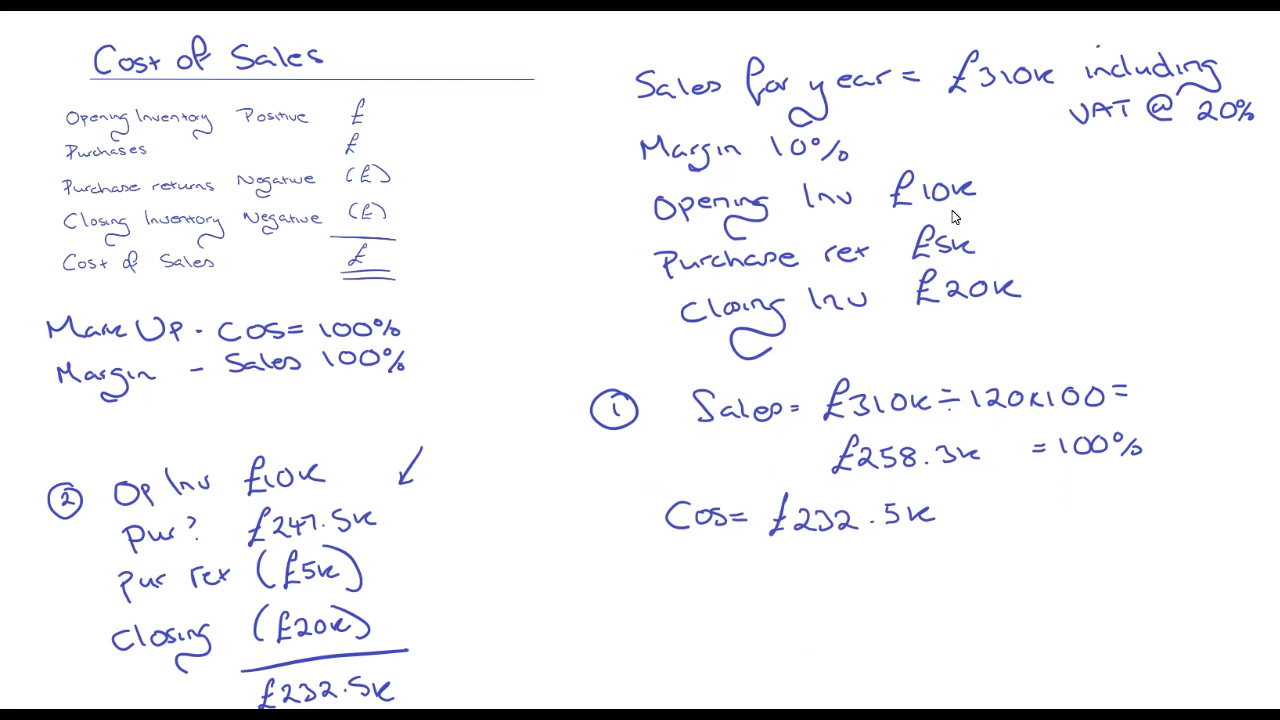 Cost of Sales
Opening Inventory Positive £
Purchases £
Purchase returns Negative (£)
Closing Inventory Negative (£)
Cost of Sales £
Mark Up - COS = 100%
Margin - Sales 100%
② Op Inv £10K
Pur? £247.5K
Pur ret (£5K)
Closing (£20K)
£232.5K
Sales for year = £310K including
VAT @ 20%
Margin 10%
Opening Inv £10K
Purchase ret £5K
Closing Inv £20K
① Sales = £310K ÷ 120 x 100 =
£258.3K = 100%
COS = £232.5K